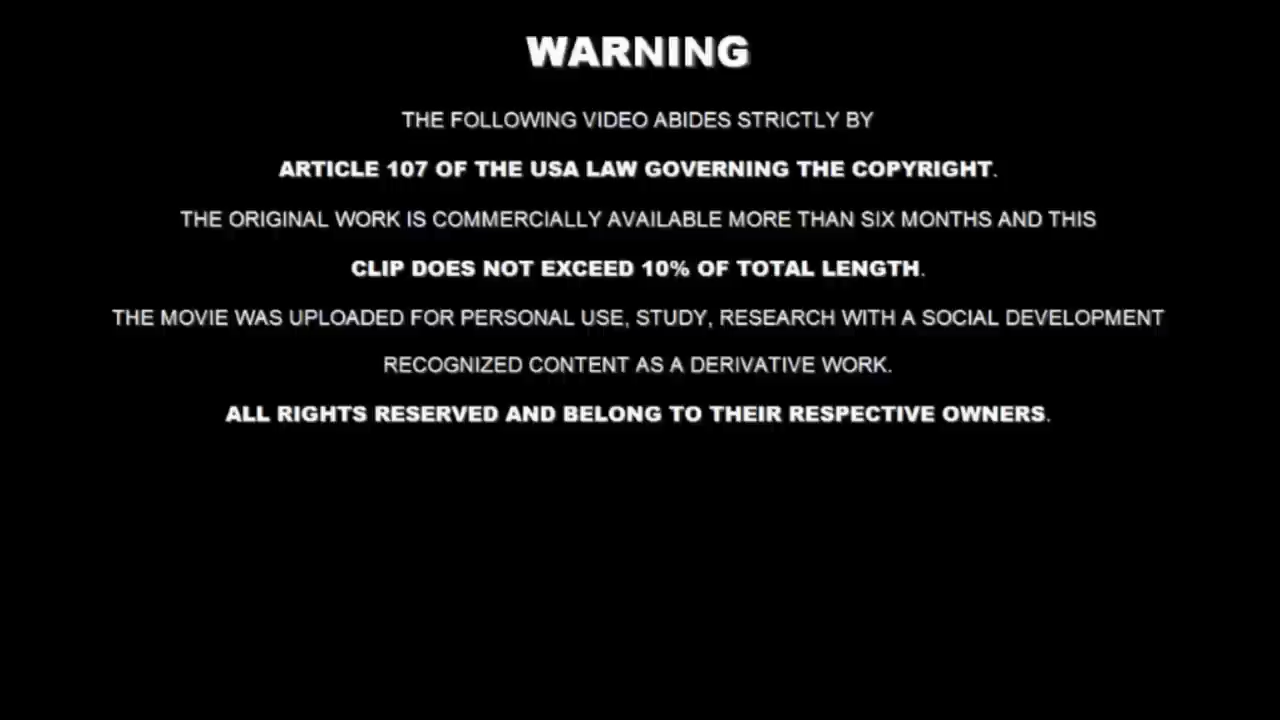 WARNING
THE FOLLOWING VIDEO ABIDES STRICTLY BY
ARTICLE 107 OF THE USA LAW GOVERNING THE COPYRIGHT.
THE ORIGINAL WORK IS COMMERCIALLY AVAILABLE MORE THAN SIX MONTHS AND THIS
CLIP DOES NOT EXCEED 10% OF TOTAL LENGTH.
THE MOVIE WAS UPLOADED FOR PERSONAL USE, STUDY, RESEARCH WITH A SOCIAL DEVELOPMENT
RECOGNIZED CONTENT AS A DERIVATIVE WORK.
ALL RIGHTS RESERVED AND BELONG TO THEIR RESPECTIVE OWNERS.